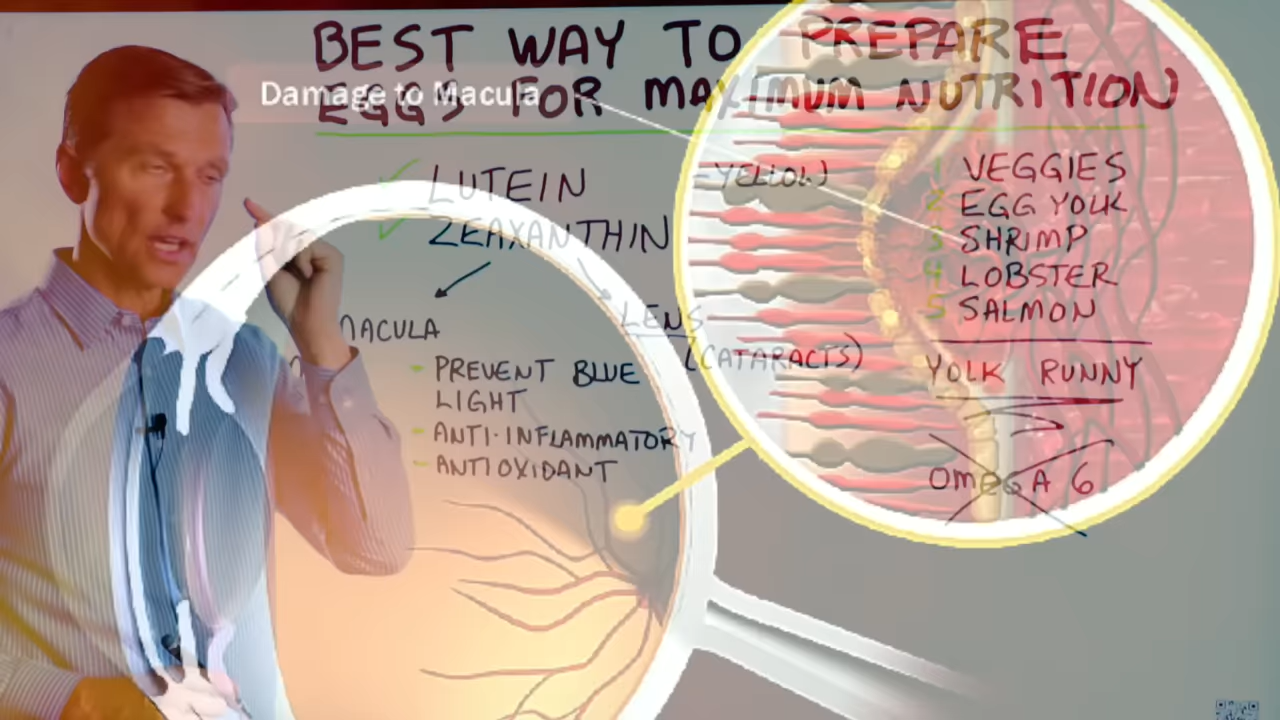 BEST WAY TO PREPARE
EGGS FOR MAXIMUM NUTRITION
Damage to Macula
LUTEIN
YELLOW)
ZEAXANTHIN
MACULA
- PREVENT BLUE
LIGHT
- ANTI-INFLAMMATORY
- ANTIOXIDANT
LENS
(CATARACTS)
1 VEGGIES
2 EGG YOLK
3 SHRIMP
4 LOBSTER
5 SALMON
YOLK RUNNY
OMEGA 6